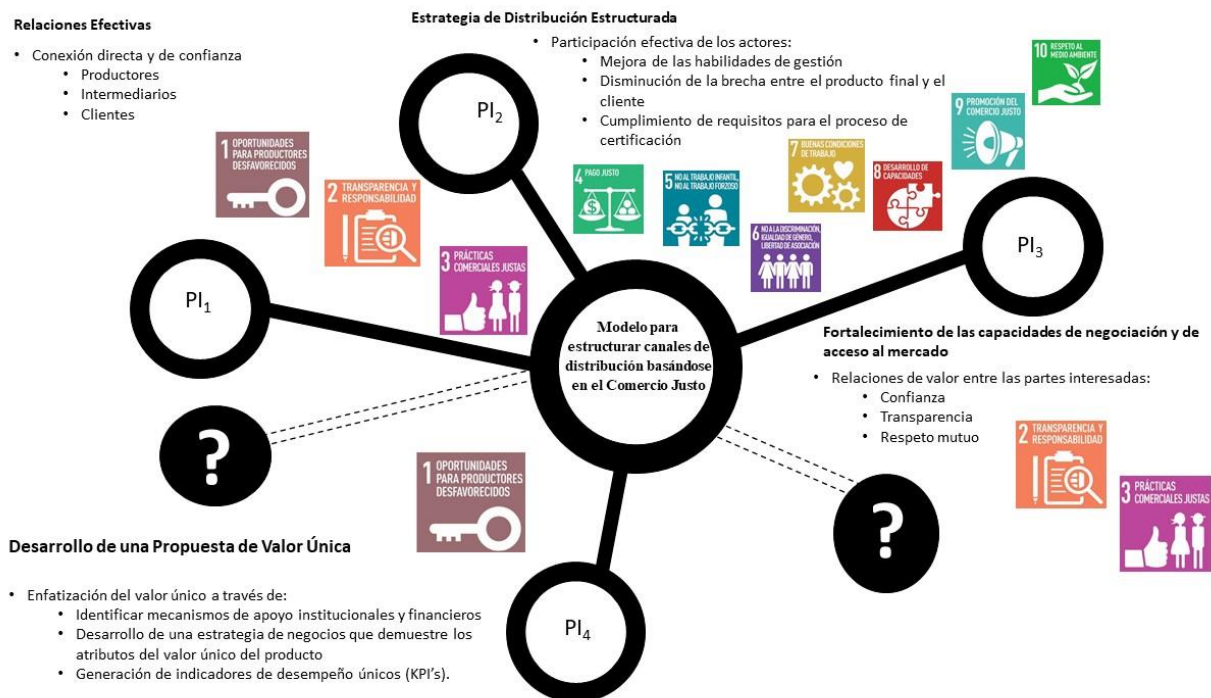 Relaciones Efectivas
• Conexión directa y de confianza
• Productores
• Intermediarios
• Clientes
Estrategia de Distribución Estructurada
• Participación efectiva de los actores:
• Mejora de las habilidades de gestión
• Disminución de la brecha entre el producto final y el
cliente
• Cumplimiento de requisitos para el proceso de
certificación
10 RESPETO AL
MEDIO AMBIENTE
9 PROMOCIÓN DEL
COMERCIO JUSTO
PI2
1 OPORTUNIDADES
PARA PRODUCTORES
DESFAVORECIDOS
2 TRANSPARENCIA Y
RESPONSABILIDAD
3 PRÁCTICAS
COMERCIALES JUSTAS
4 PAGO JUSTO
$
5 NO AL TRABAJO INFANTIL,
NO AL TRABAJO FORZOSO
6 NO A LA DISCRIMINACIÓN,
IGUALDAD DE GÉNERO,
LIBERTAD DE ASOCIACIÓN
7 BUENAS CONDICIONES
DE TRABAJO
8 DESARROLLO DE
CAPACIDADES
PI3
PI1
Modelo para
estructurar canales de
distribución basándose
en el Comercio Justo
Fortalecimiento de las capacidades de negociación y de
acceso al mercado
• Relaciones de valor entre las partes interesadas:
• Confianza
• Transparencia
• Respeto mutuo
2 TRANSPARENCIA Y
RESPONSABILIDAD
3 PRÁCTICAS
COMERCIALES JUSTAS
?
?
1 OPORTUNIDADES
PARA PRODUCTORES
DESFAVORECIDOS
PI4
Desarrollo de una Propuesta de Valor Única
• Enfatización del valor único a través de:
• Identificar mecanismos de apoyo institucionales y financieros
• Desarrollo de una estrategia de negocios que demuestre los
atributos del valor único del producto
• Generación de indicadores de desempeño únicos (KPI's).